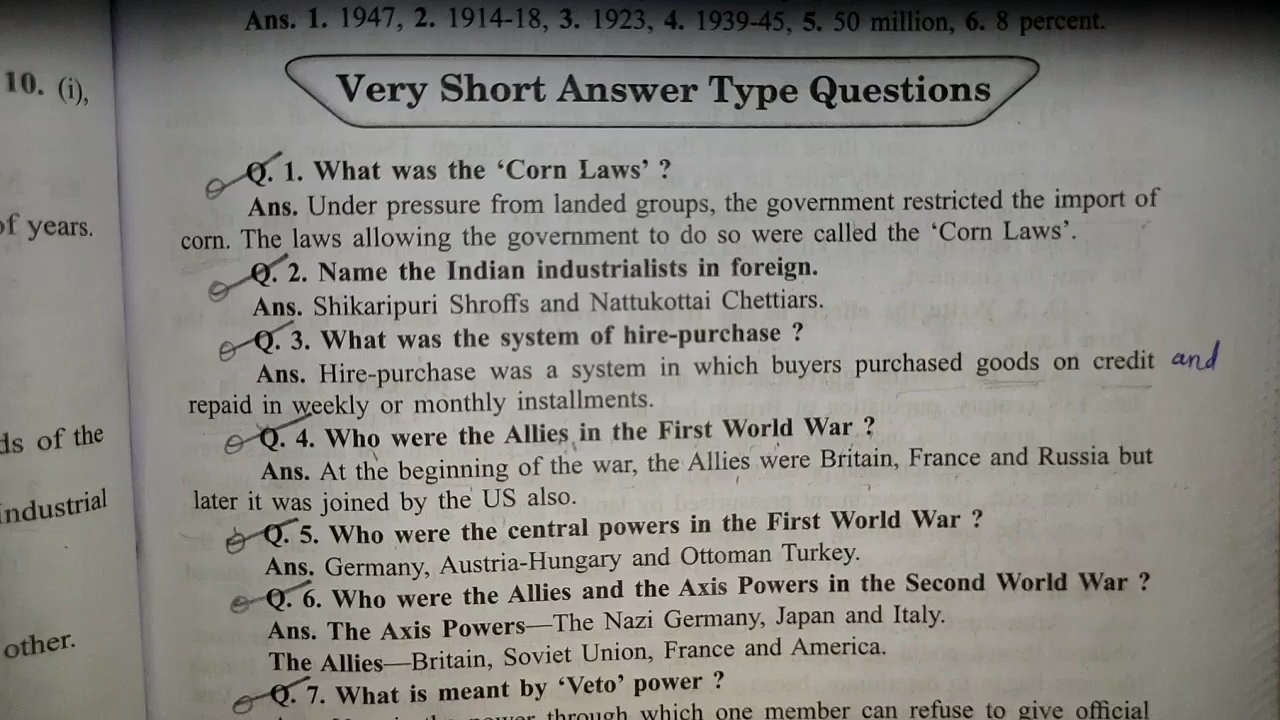 Ans. 1. 1947, 2. 1914-18, 3. 1923, 4. 1939-45, 5. 50 million, 6. 8 percent.
10. (i),
of years.
ds of the
industrial
other.
Very Short Answer Type Questions
Q. 1. What was the ‘Corn Laws’ ?
Ans. Under pressure from landed groups, the government restricted the import of
corn. The laws allowing the government to do so were called the ‘Corn Laws’.
Q. 2. Name the Indian industrialists in foreign.
Ans. Shikaripuri Shroffs and Nattukottai Chettiars.
Q. 3. What was the system of hire-purchase ?
Ans. Hire-purchase was a system in which buyers purchased goods on credit and
repaid in weekly or monthly installments.
Q. 4. Who were the Allies in the First World War ?
Ans. At the beginning of the war, the Allies were Britain, France and Russia but
later it was joined by the US also.
Q. 5. Who were the central powers in the First World War ?
Ans. Germany, Austria-Hungary and Ottoman Turkey.
Q. 6. Who were the Allies and the Axis Powers in the Second World War ?
Ans. The Axis Powers—The Nazi Germany, Japan and Italy.
The Allies—Britain, Soviet Union, France and America.
Q. 7. What is meant by ‘Veto’ power ?
power through which one member can refuse to give official